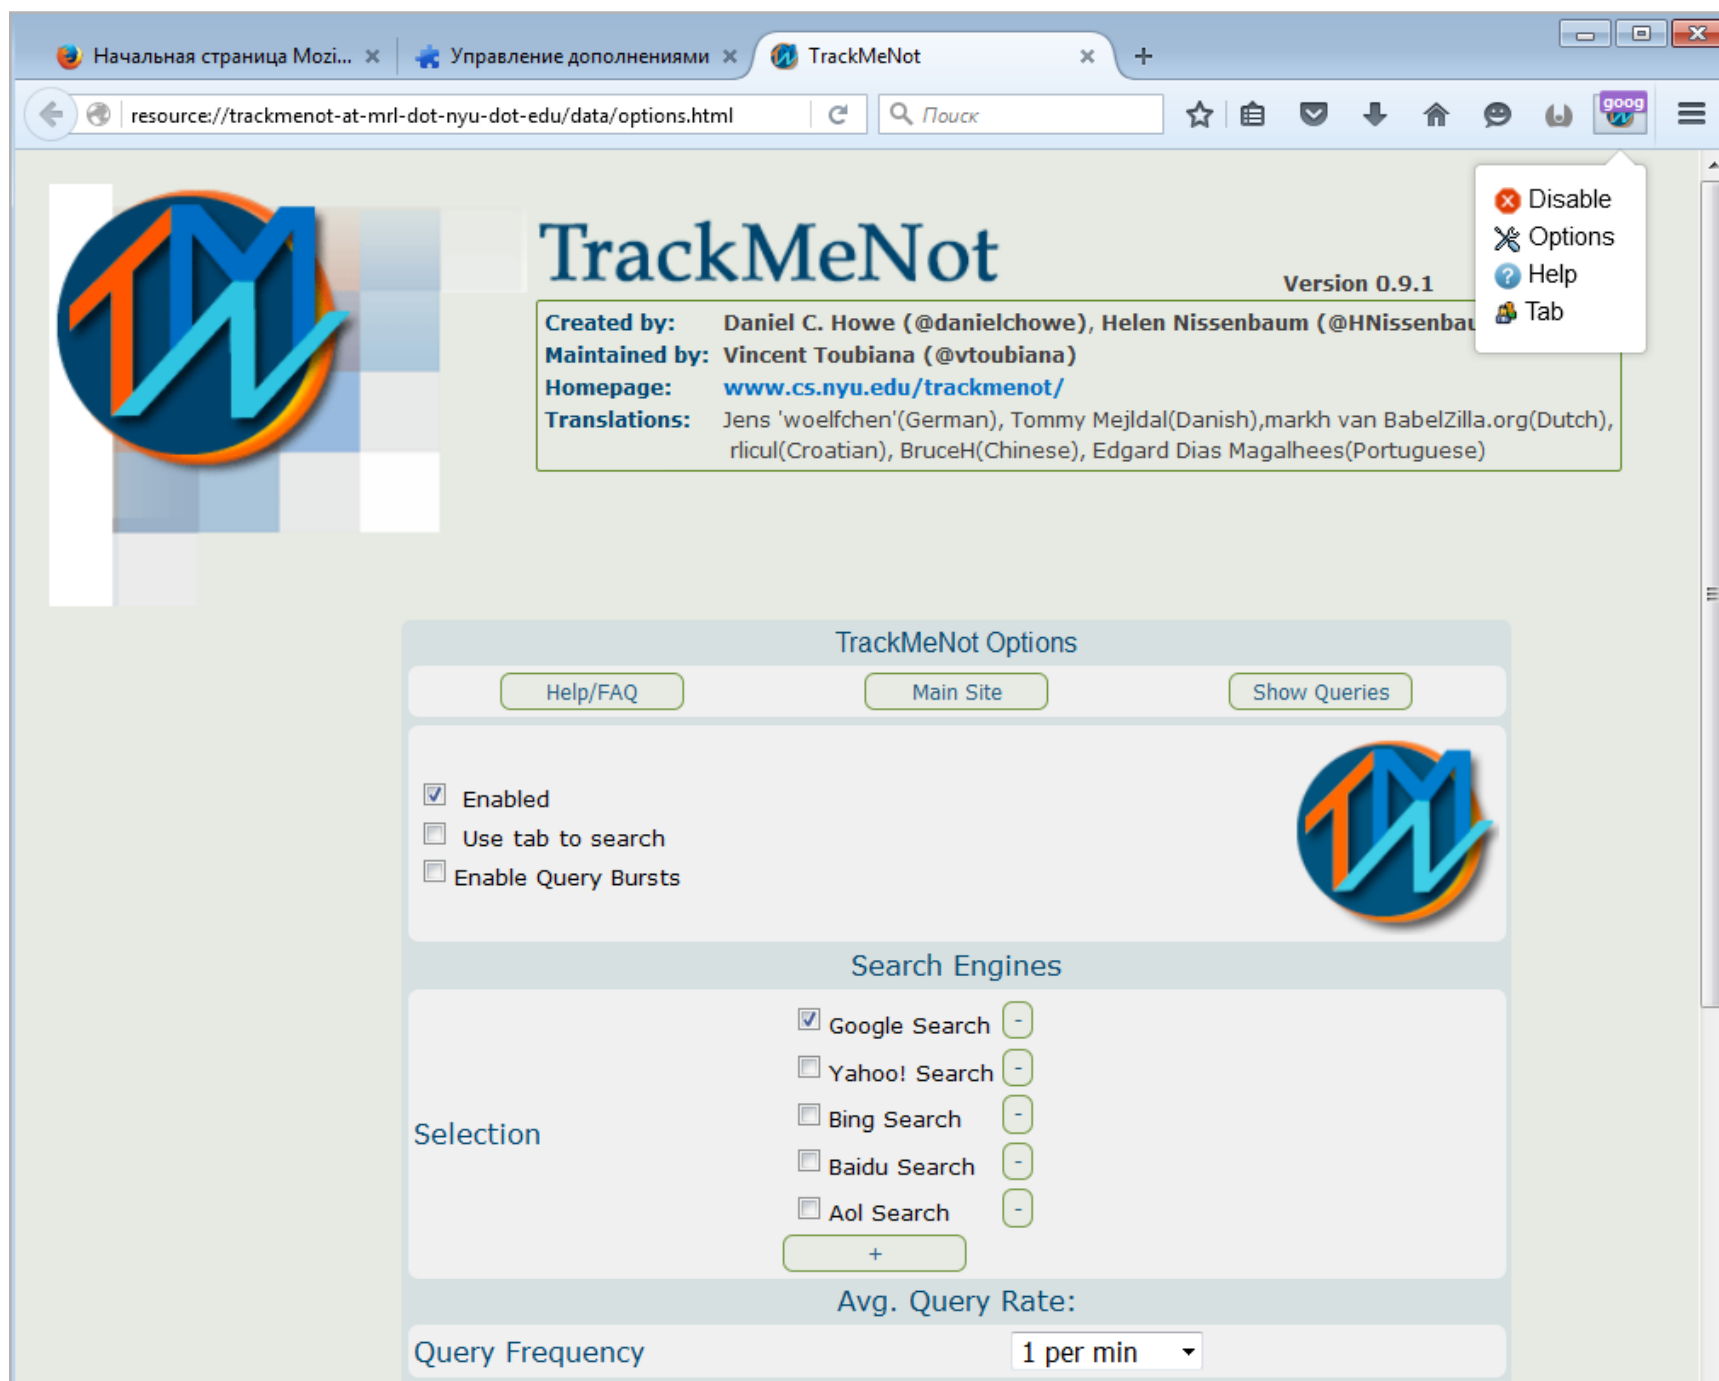 Начальная страница Mozi...
Управление дополнениями
TrackMeNot
resource://trackmenot-at-mrl-dot-nyu-dot-edu/data/options.html
Поиск
goog
Disable
Options
Help
Tab
TMN
TrackMeNot
Version 0.9.1
Created by: Daniel C. Howe (@danielchowe), Helen Nissenbaum (@HNissenbau
Maintained by: Vincent Toubiana (@vtoubiana)
Homepage: www.cs.nyu.edu/trackmenot/
Translations: Jens 'woelfchen'(German), Tommy Mejldal(Danish),markh van BabelZilla.org(Dutch),
rlicul(Croatian), BruceH(Chinese), Edgard Dias Magalhees(Portuguese)
TrackMeNot Options
Help/FAQ Main Site Show Queries
Enabled
Use tab to search
Enable Query Bursts
TMN
Search Engines
Selection
Google Search -
Yahoo! Search -
Bing Search -
Baidu Search -
Aol Search -
+
Avg. Query Rate:
Query Frequency 1 per min